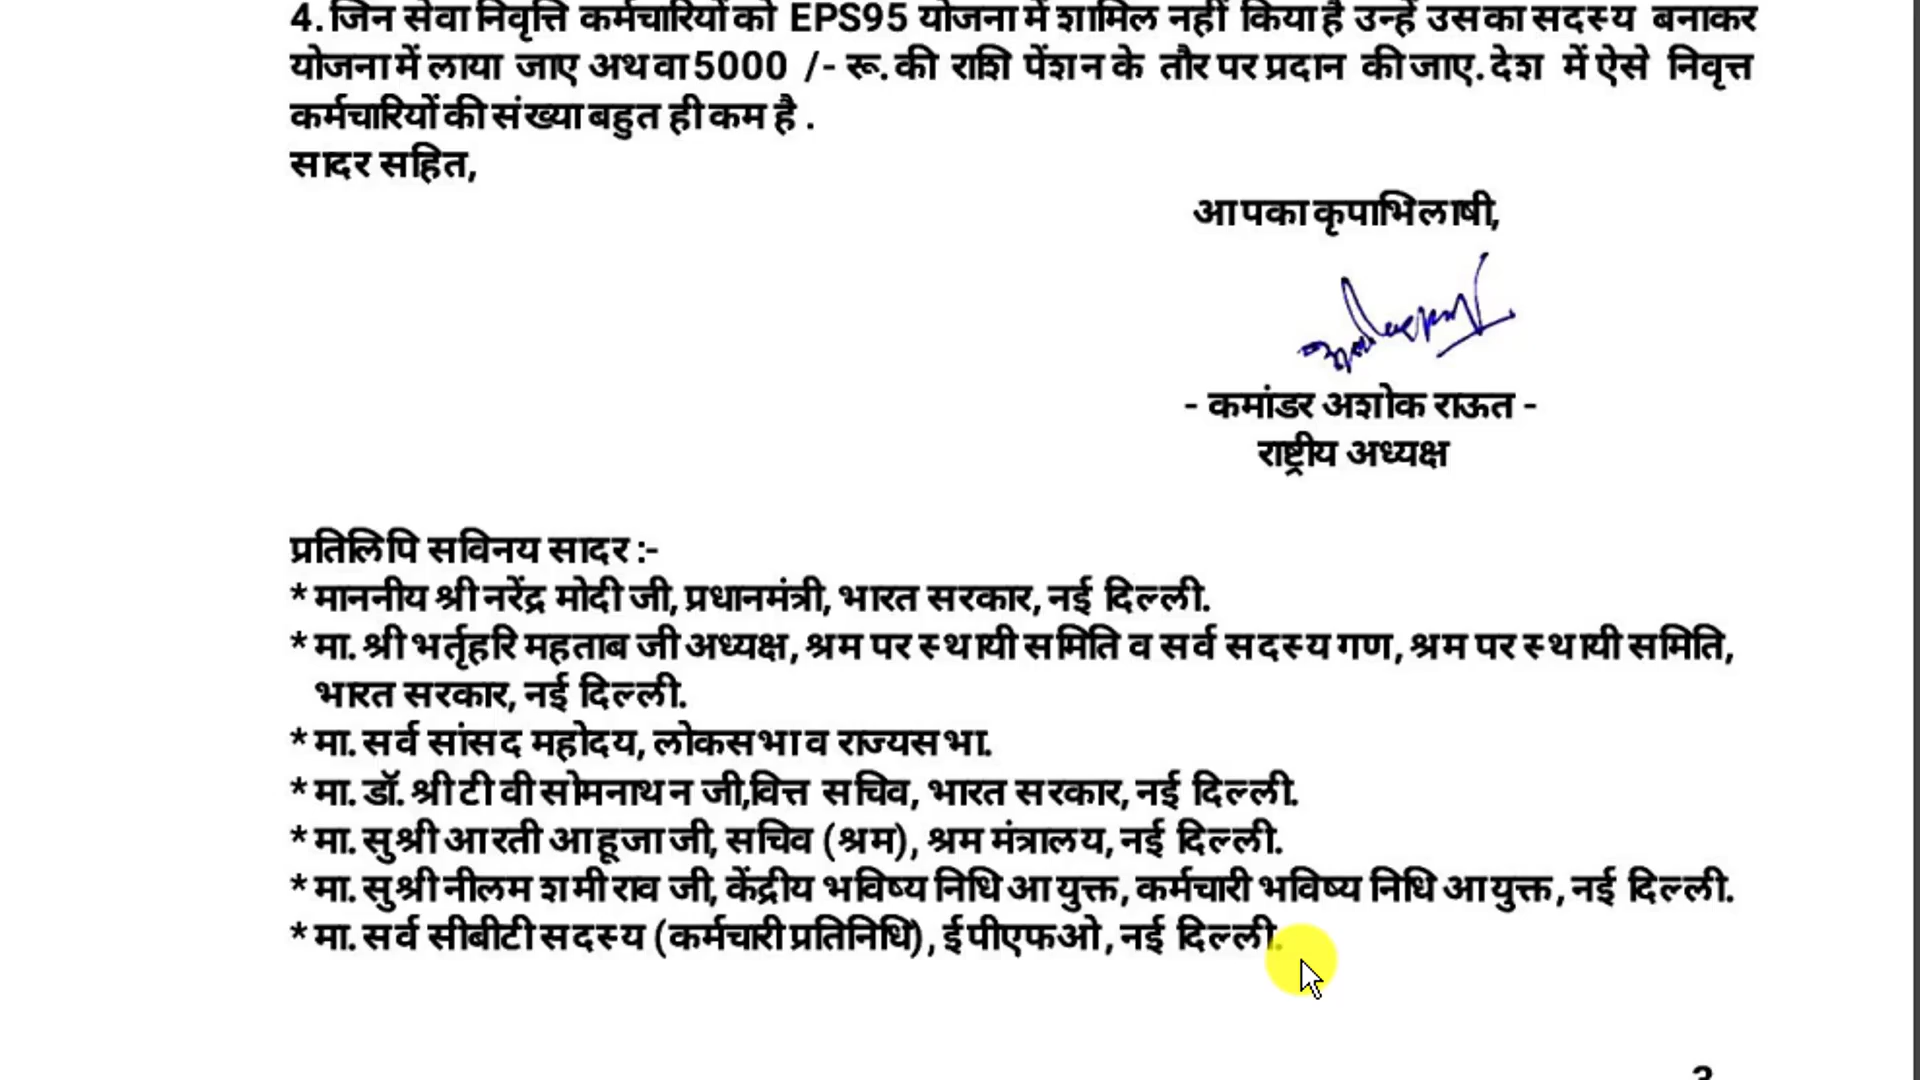 4. जिन सेवा निवृत्ति कर्मचारियों को EPS95 योजना में शामिल नहीं किया है उन्हें उसका सदस्य बनाकर
योजना में लाया जाए अथवा 5000 /- रू. की राशि पेंशन के तौर पर प्रदान की जाए. देश में ऐसे निवृत्त
कर्मचारियों की संख्या बहुत ही कम है .
सादर सहित,
आपका कृपाभिलाषी,
- कमांडर अशोक राऊत -
राष्ट्रीय अध्यक्ष
प्रतिलिपि सविनय सादर :-
* माननीय श्री नरेंद्र मोदी जी, प्रधानमंत्री, भारत सरकार, नई दिल्ली.
* मा. श्री भर्तृहरि महताब जी अध्यक्ष, श्रम पर स्थायी समिति व सर्व सदस्य गण, श्रम पर स्थायी समिति,
भारत सरकार, नई दिल्ली.
* मा. सर्व सांसद महोदय, लोकसभा व राज्यसभा.
* मा. डॉ. श्री टी वी सोमनाथन जी,वित्त सचिव, भारत सरकार, नई दिल्ली.
* मा. सुश्री आरती आहूजा जी, सचिव (श्रम), श्रम मंत्रालय, नई दिल्ली.
* मा. सुश्री नीलम शमी राव जी, केंद्रीय भविष्य निधि आयुक्त, कर्मचारी भविष्य निधि आयुक्त, नई दिल्ली.
* मा. सर्व सीबीटी सदस्य (कर्मचारी प्रतिनिधि), ईपीएफओ, नई दिल्ली.